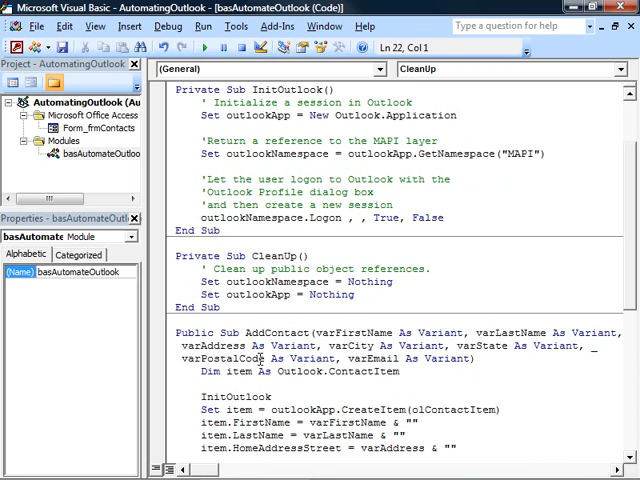 Microsoft Visual Basic - AutomatingOutlook - [basAutomateOutlook (Code)]
File Edit View Insert Debug Run Tools Add-Ins Window Help
Type a question for help
Ln 22, Col 1
Project - AutomatingOutlook
AutomatingOutlook (Au
Microsoft Office Access
Form_frmContacts
Modules
basAutomateOutloo
Properties - basAutomateOutl
basAutomate Module
Alphabetic Categorized
(Name) basAutomateOutlook
(General) CleanUp
Private Sub InitOutlook()
' Initialize a session in Outlook
Set outlookApp = New Outlook.Application
'Return a reference to the MAPI layer
Set outlookNamespace = outlookApp.GetNamespace("MAPI")
'Let the user logon to Outlook with the
'Outlook Profile dialog box
'and then create a new session
outlookNamespace.Logon , , True, False
End Sub
Private Sub CleanUp()
' Clean up public object references.
Set outlookNamespace = Nothing
Set outlookApp = Nothing
End Sub
Public Sub AddContact(varFirstName As Variant, varLastName As Variant,
varAddress As Variant, varCity As Variant, varState As Variant, _
varPostalCode As Variant, varEmail As Variant)
Dim item As Outlook.ContactItem
InitOutlook
Set item = outlookApp.CreateItem(olContactItem)
item.FirstName = varFirstName & ""
item.LastName = varLastName & ""
item.HomeAddressStreet = varAddress & ""